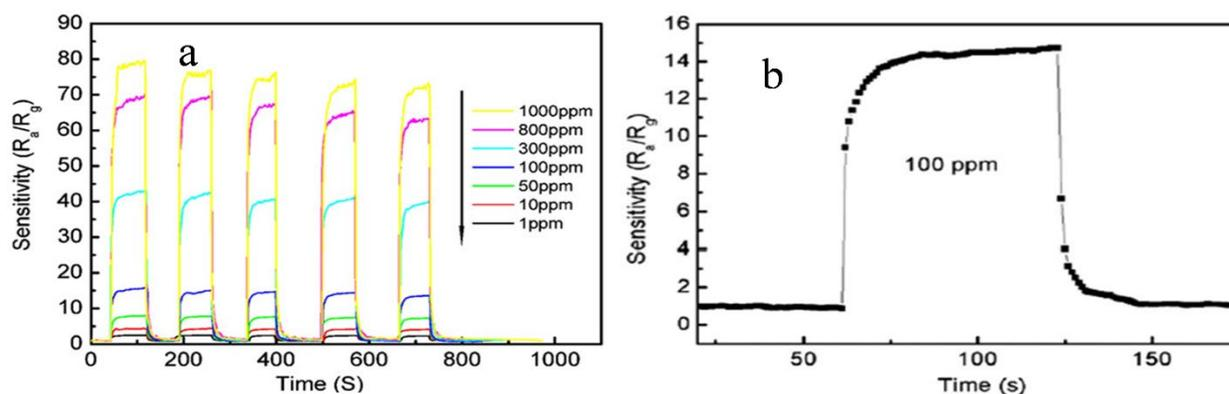 a
90
80
70
60
50
40
30
20
10
0
Sensitivity (Ra/Rg)
1000ppm
800ppm
300ppm
100ppm
50ppm
10ppm
1ppm
0 200 400 600 800 1000
Time (S)
b
16
14
12
10
8
6
4
2
0
Sensitivity (Ra/Rg)
100 ppm
50 100 150
Time (s)